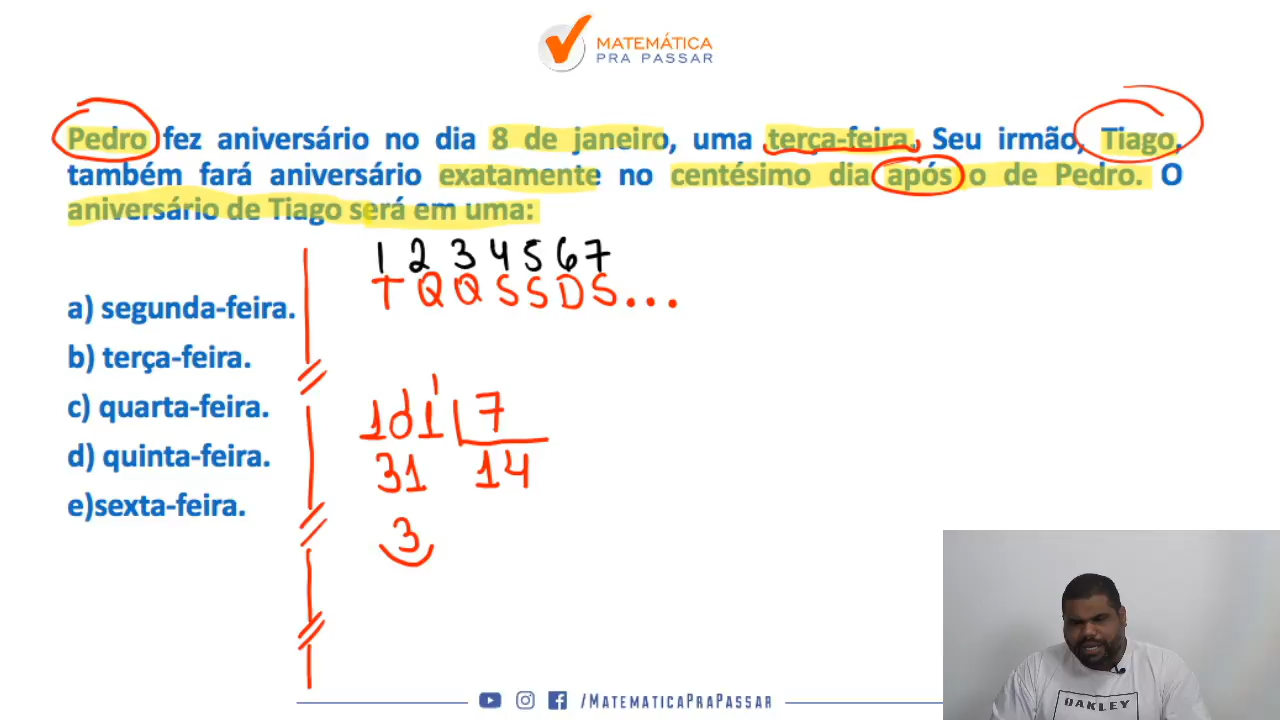 MATEMÁTICA
PRA PASSAR
Pedro fez aniversário no dia 8 de janeiro, uma terça-feira. Seu irmão, Tiago,
também fará aniversário exatamente no centésimo dia após o de Pedro. O
aniversário de Tiago será em uma:
1 2 3 4 5 6 7
T Q Q S S D S...
a) segunda-feira.
b) terça-feira.
c) quarta-feira.
d) quinta-feira.
e)sexta-feira.
101 7
31 14
3
/MATEMATICAPRAPASSAR
OAKLEY